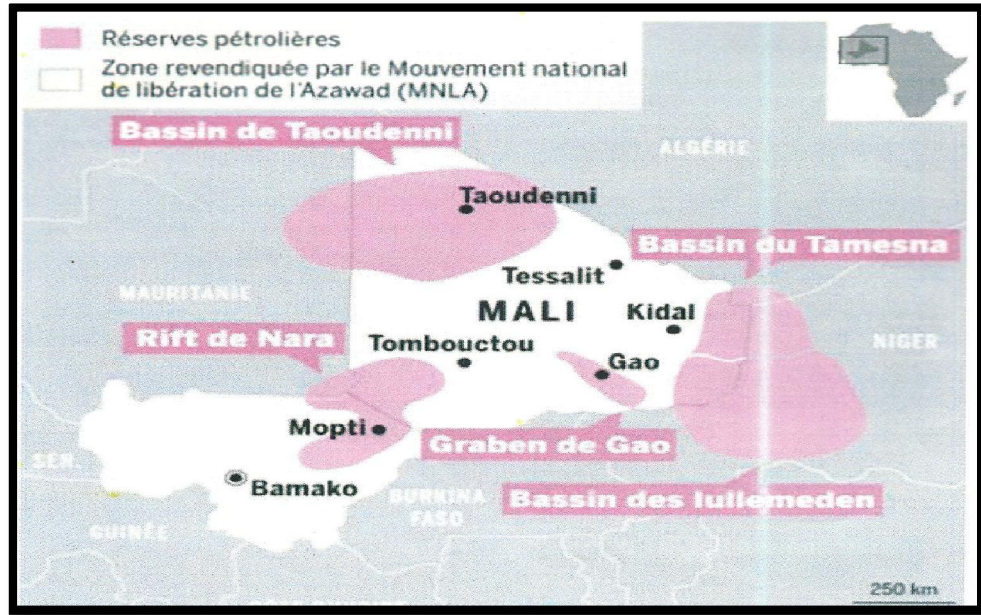 Réserves pétrolières
Zone revendiquée par le Mouvement national
de libération de l'Azawad (MNLA)
Bassin de Taoudenni
ALGÉRIE
Taoudenni
Bassin du Tamesna
Tessalit
MAURITANIE
MALI
Kidal
Rift de Nara
Tombouctou
NIGER
Gao
Mopti
Graben de Gao
SÉN.
Bamako
BURKINA
FASO
Bassin des Iullemeden
GUINÉE
250 km